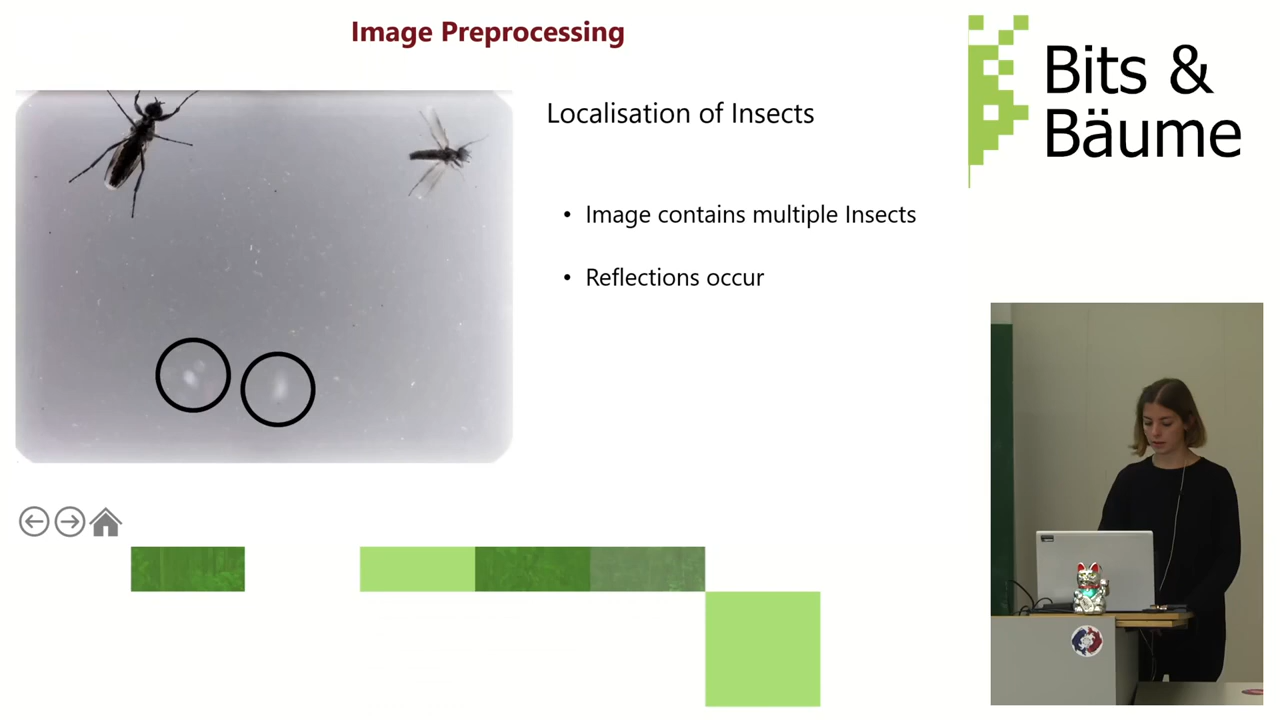 Image Preprocessing
Localisation of Insects
• Image contains multiple Insects
• Reflections occur
Bits &
Bäume